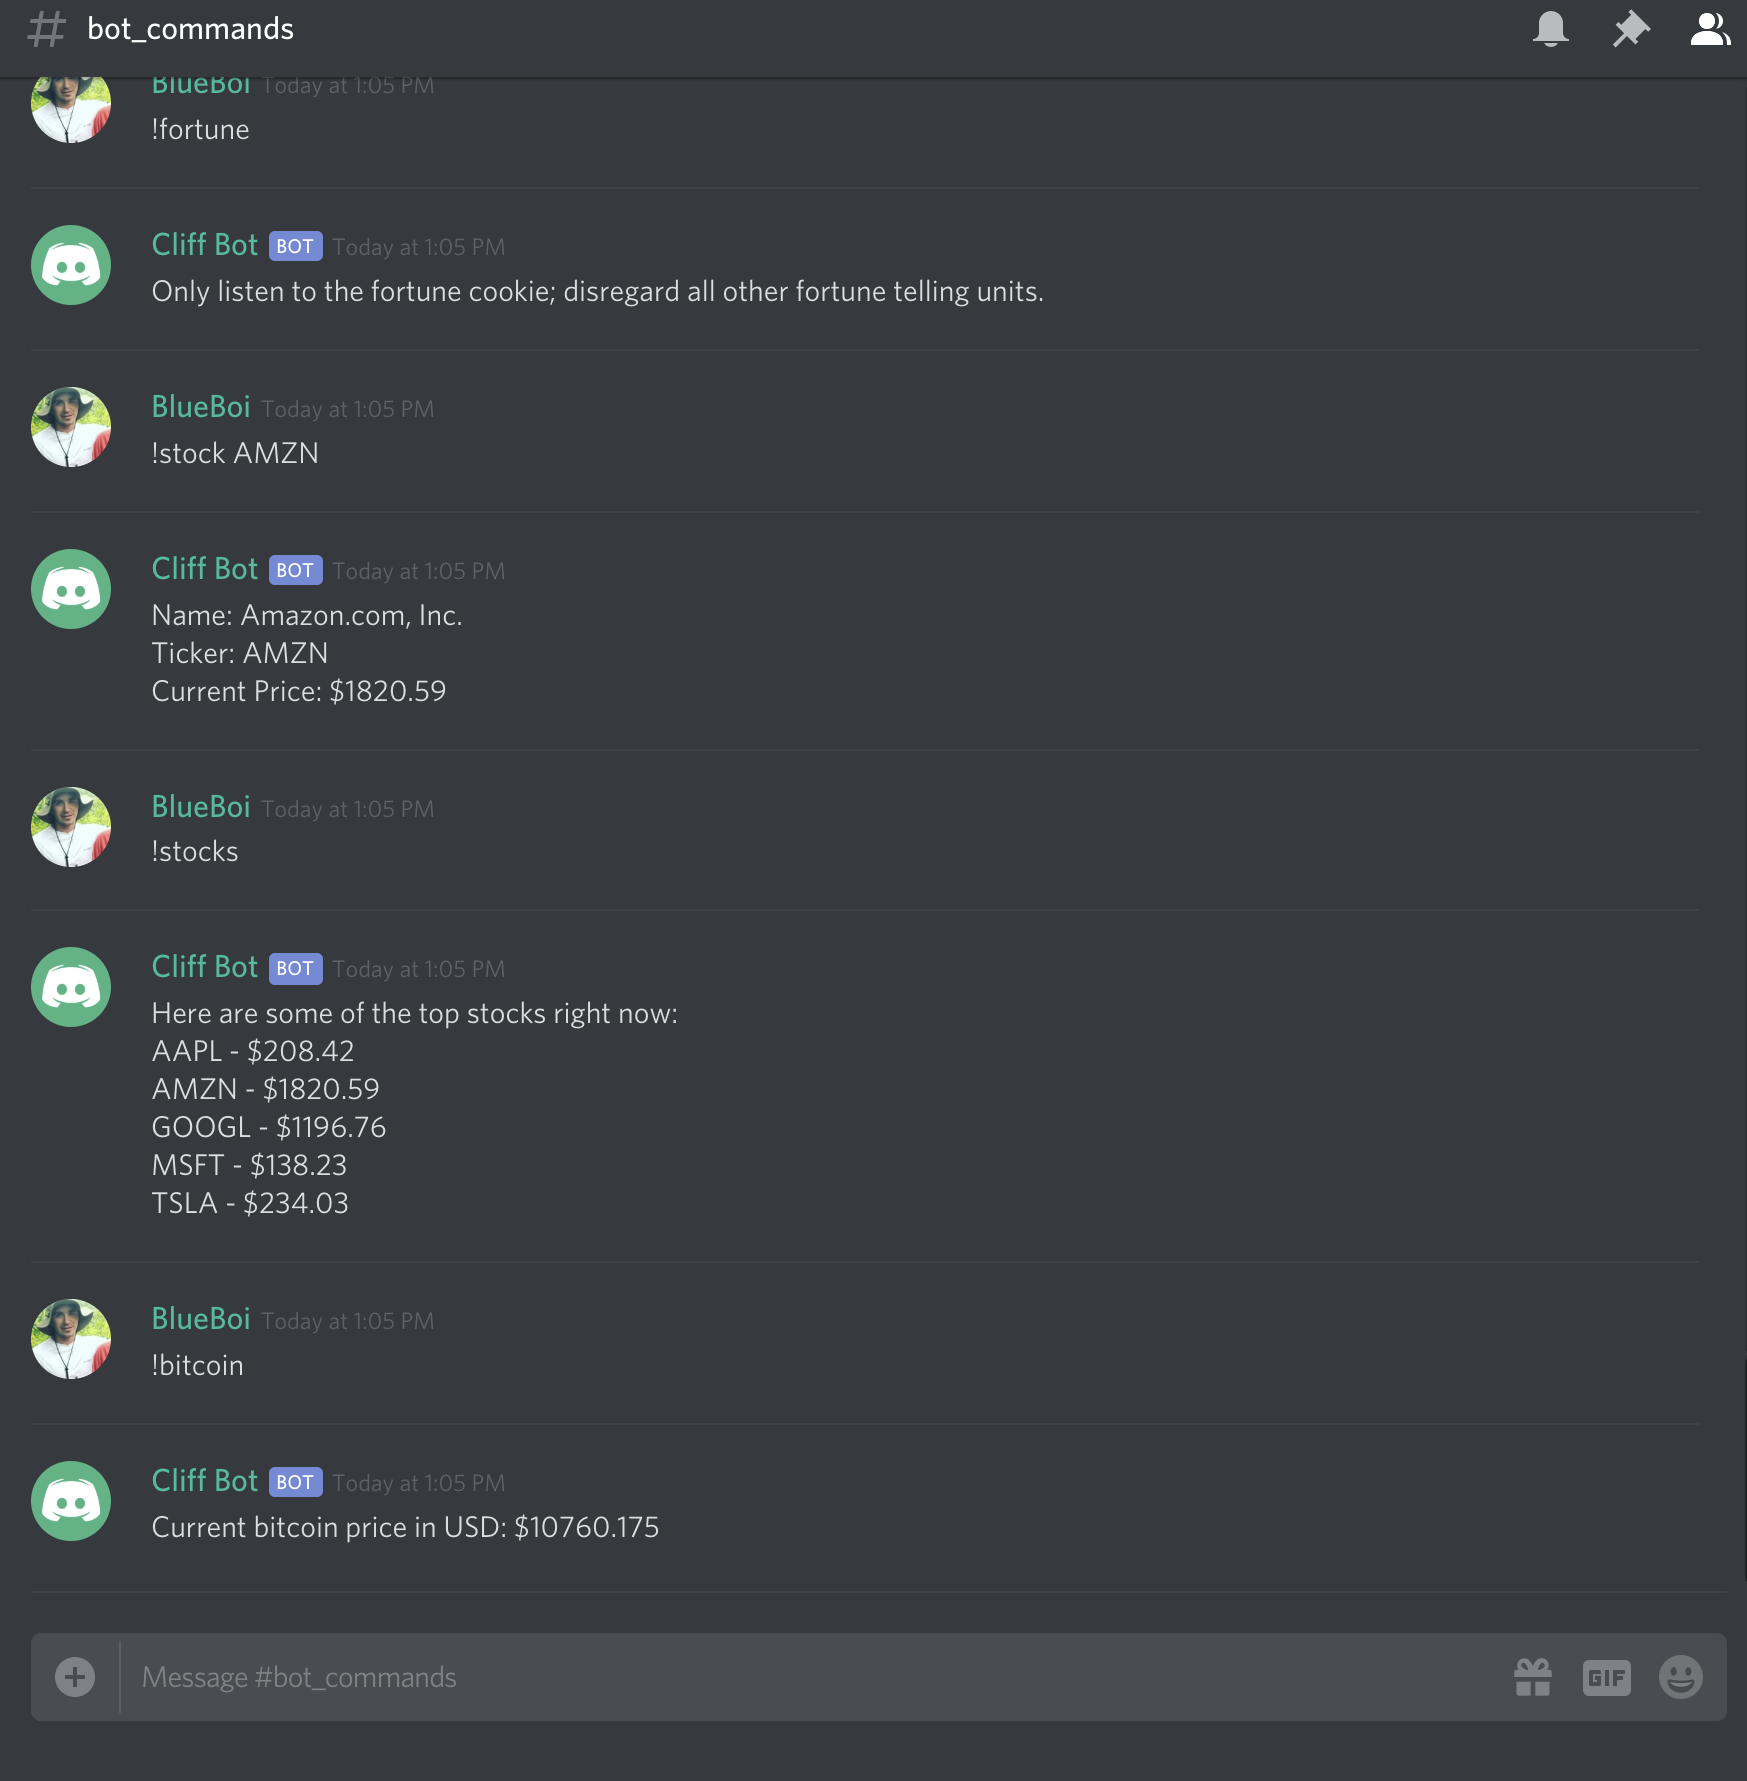 bot_commands
BlueBoi Today at 1:05 PM
!fortune
Cliff Bot BOT Today at 1:05 PM
Only listen to the fortune cookie; disregard all other fortune telling units.
BlueBoi Today at 1:05 PM
!stock AMZN
Cliff Bot BOT Today at 1:05 PM
Name: Amazon.com, Inc.
Ticker: AMZN
Current Price: $1820.59
BlueBoi Today at 1:05 PM
!stocks
Cliff Bot BOT Today at 1:05 PM
Here are some of the top stocks right now:
AAPL - $208.42
AMZN - $1820.59
GOOGL - $1196.76
MSFT - $138.23
TSLA - $234.03
BlueBoi Today at 1:05 PM
!bitcoin
Cliff Bot BOT Today at 1:05 PM
Current bitcoin price in USD: $10760.175
Message #bot_commands GIF